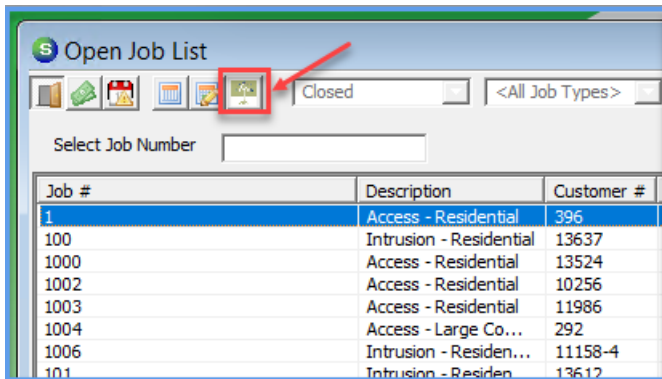 S Open Job List
Closed <All Job Types>
Select Job Number
Job # Description Customer #
1 Access - Residential 396
100 Intrusion - Residential 13637
1000 Access - Residential 13524
1002 Access - Residential 10256
1003 Access - Residential 11986
1004 Access - Large Co... 292
1006 Intrusion - Residen... 11158-4
101 Intrusion - Residen... 13612